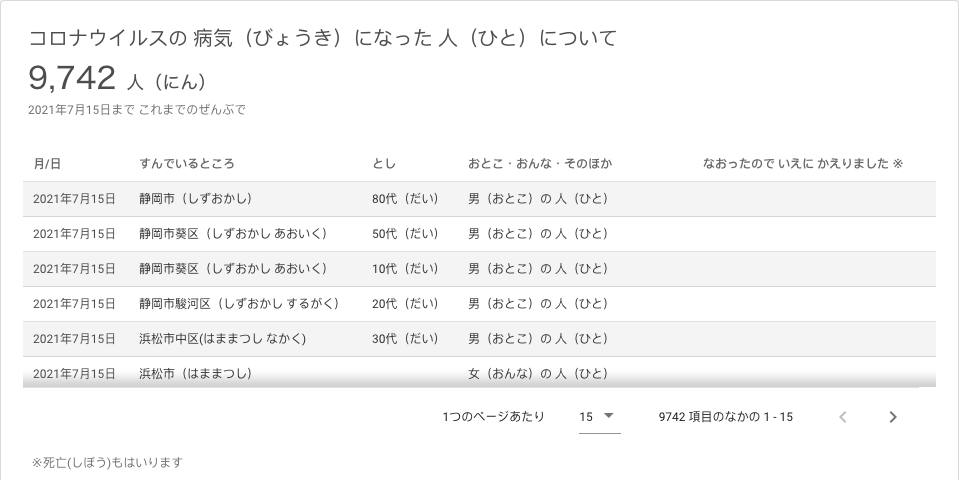 コロナウイルスの 病気（びょうき）になった 人（ひと）について
9,742 人（にん）
2021年7月15日まで これまでのぜんぶで
月/日 すんでいるところ とし おとこ・おんな・そのほか なおったので いえに かえりました ※
2021年7月15日 静岡市（しずおかし） 80代（だい） 男（おとこ）の 人（ひと）
2021年7月15日 静岡市葵区（しずおかし あおいく） 50代（だい） 男（おとこ）の 人（ひと）
2021年7月15日 静岡市葵区（しずおかし あおいく） 10代（だい） 男（おとこ）の 人（ひと）
2021年7月15日 静岡市駿河区（しずおかし するがく） 20代（だい） 男（おとこ）の 人（ひと）
2021年7月15日 浜松市中区(はままつし なかく) 30代（だい） 男（おとこ）の 人（ひと）
2021年7月15日 浜松市（はままつし） 女（おんな）の 人（ひと）
1つのページあたり 15 9742 項目のなかの 1 - 15
※死亡(しぼう)もはいります